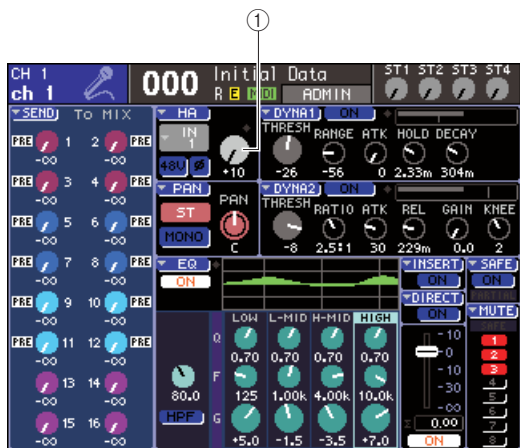 1
CH 1
ch 1
000
Initial Data
R E MIDI ADMIN
ST1 ST2 ST3 ST4
SEND To MIX
PRE 1 2 PRE
-∞ -∞
PRE 3 4 PRE
-∞ -∞
PRE 5 6 PRE
-∞ -∞
PRE 7 8 PRE
-∞ -∞
PRE 9 10 PRE
-∞ -∞
PRE 11 12 PRE
-∞ -∞
13 14
-∞ -∞
15 16
-∞ -∞
HA
IN
1
48V Ø
+10
PAN
ST
MONO
PAN
C
DYNA1 ON
THRESH RANGE ATK HOLD DECAY
-26 -56 0 2.33m 304m
DYNA2 ON
THRESH RATIO ATK REL GAIN KNEE
-8 2.5:1 30 229m 0.0 2
EQ
ON
LOW L-MID H-MID HIGH
Q
0.70 0.70 0.70 0.70
F
80.0 125 1.00k 4.00k 10.0k
HPF
G
+5.0 -1.5 -3.5 +7.0
INSERT
ON
DIRECT
ON
10
0
-10
-30
-∞
0.00
ON
SAFE
ON
PARTIAL
MUTE
SAFE
1
2
3
4
5
6
7
8